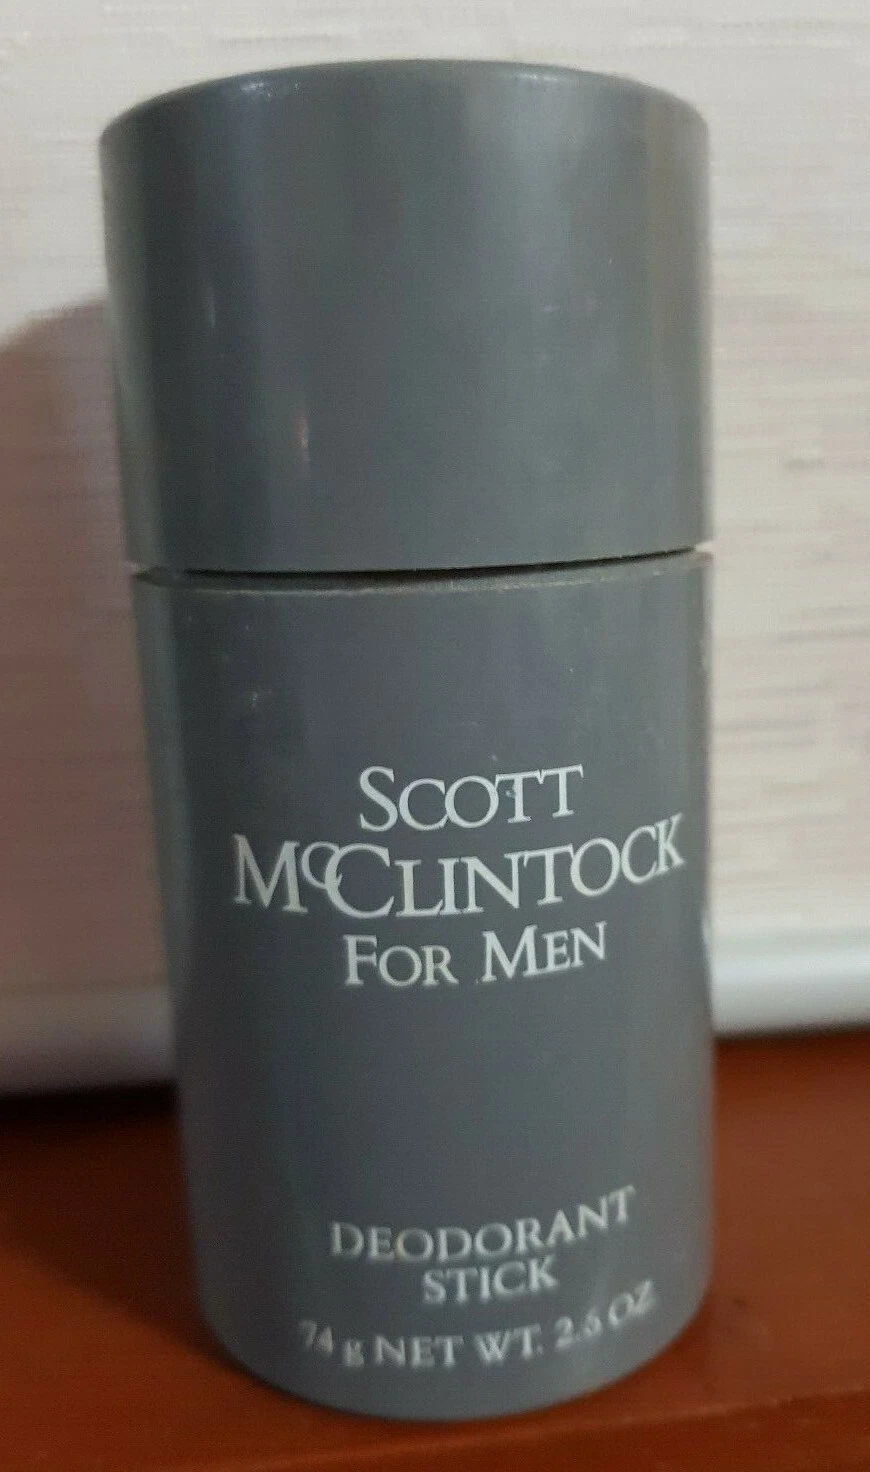 SCOTT
McCLINTOCK
FOR MEN
DEODORANT
STICK
74 g NET WT. 2.6 OZ